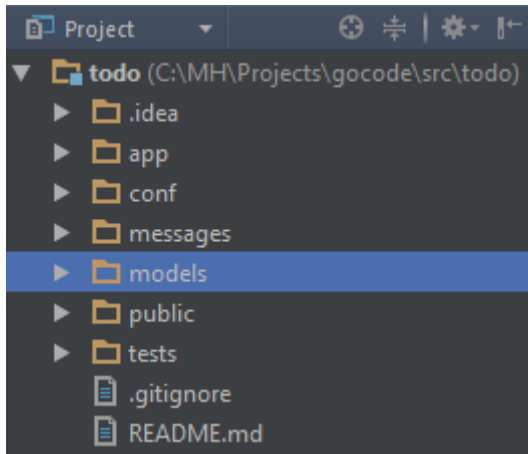 Project
todo (C:\MH\Projects\gocode\src\todo)
.idea
app
conf
messages
models
public
tests
.gitignore
README.md